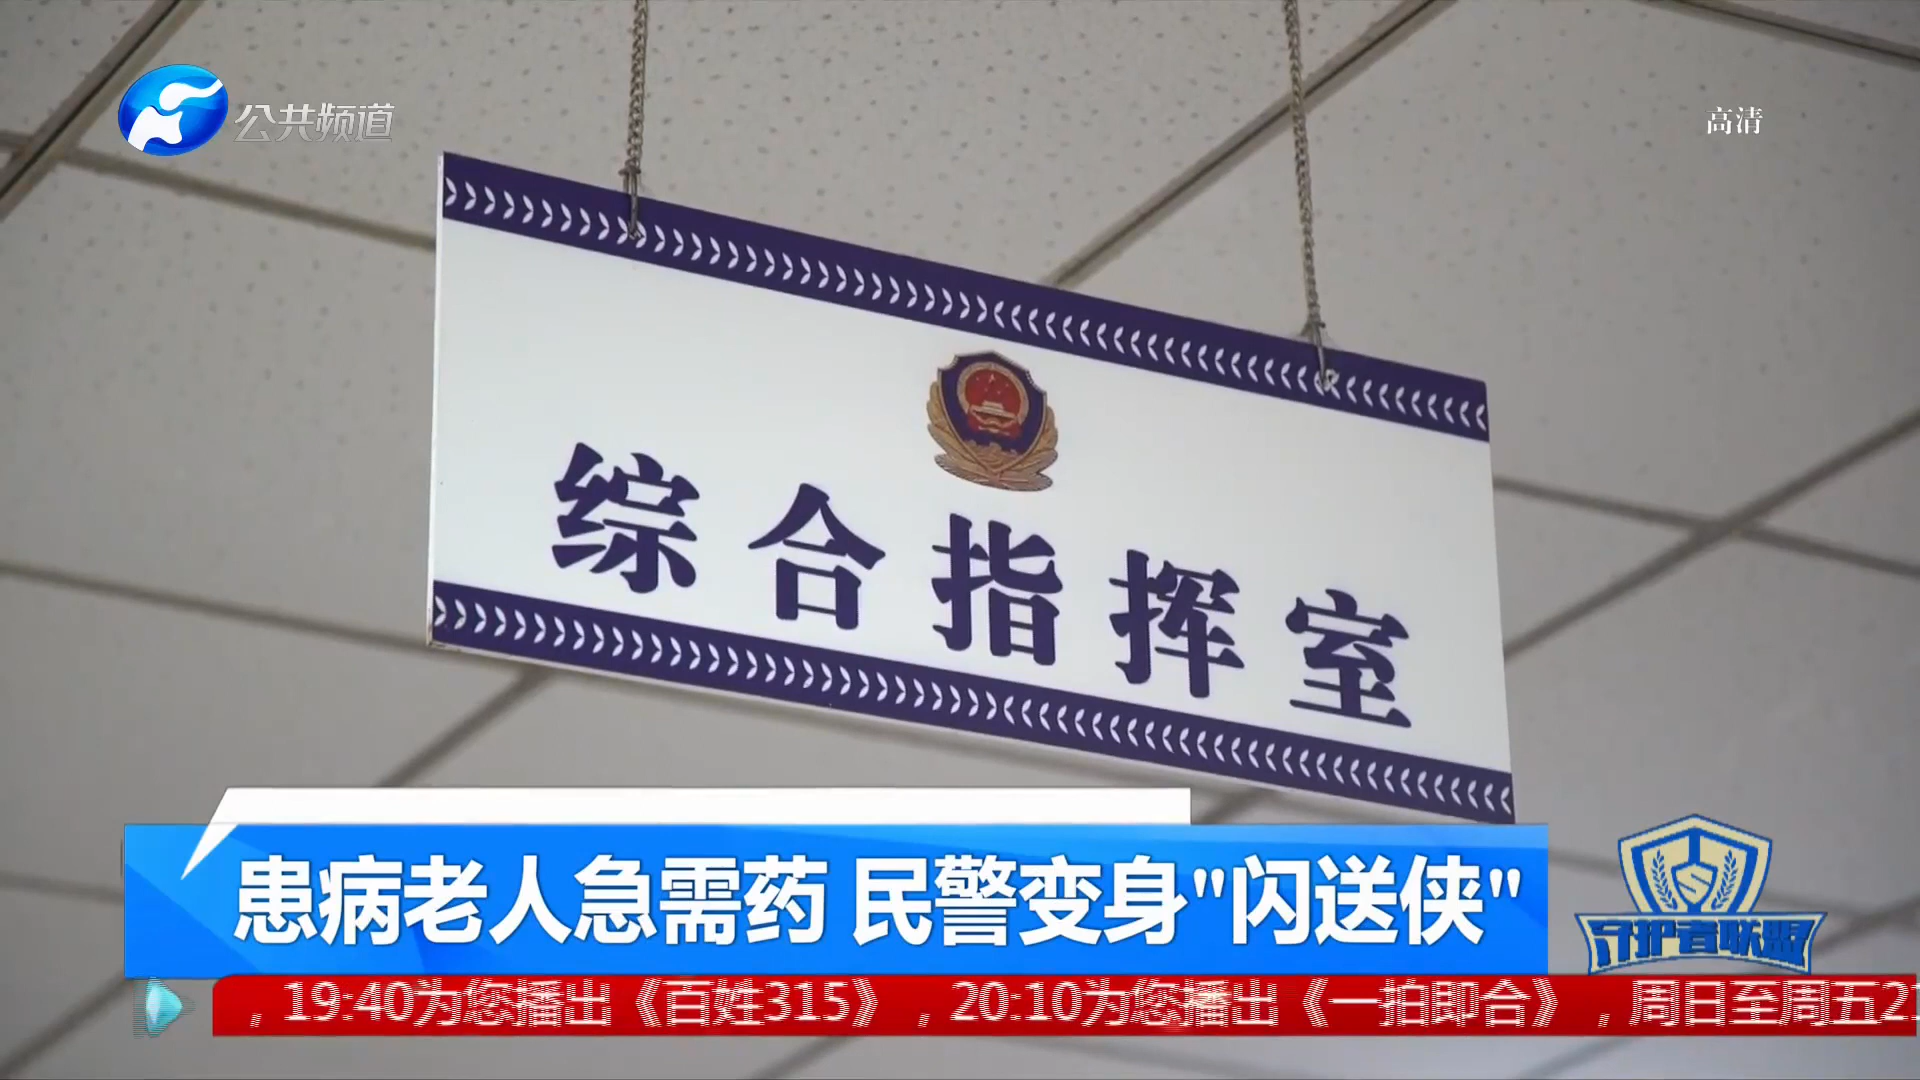 公共频道
高清
综合指挥室
患病老人急需药 民警变身"闪送侠"
守护者联盟
，19:40为您播出《百姓315》，20:10为您播出《一拍即合》，周日至周五21